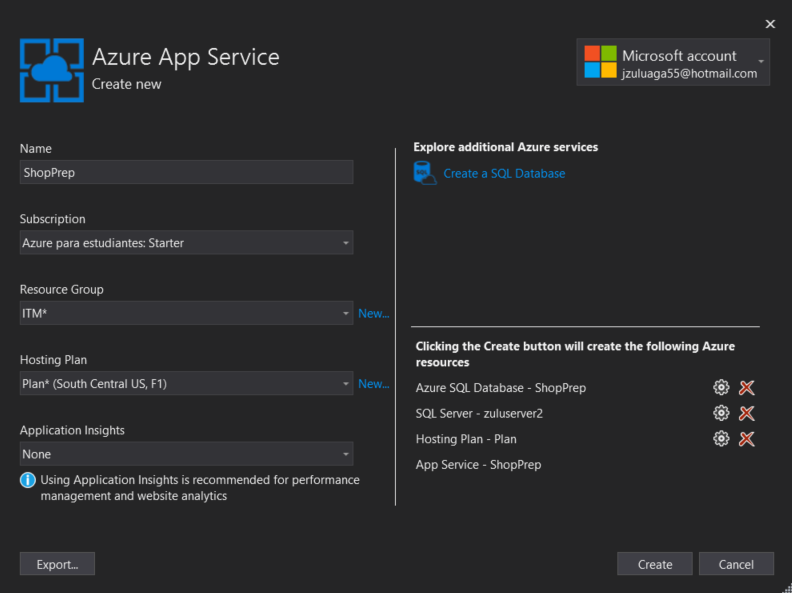 Azure App Service
Create new
Microsoft account
jzuluaga55@hotmail.com
Name
ShopPrep
Subscription
Azure para estudiantes: Starter
Resource Group
ITM*
New...
Hosting Plan
Plan* (South Central US, F1)
New...
Application Insights
None
Using Application Insights is recommended for performance
management and website analytics
Explore additional Azure services
Create a SQL Database
Clicking the Create button will create the following Azure
resources
Azure SQL Database - ShopPrep
SQL Server - zuluserver2
Hosting Plan - Plan
App Service - ShopPrep
Export...
Create
Cancel